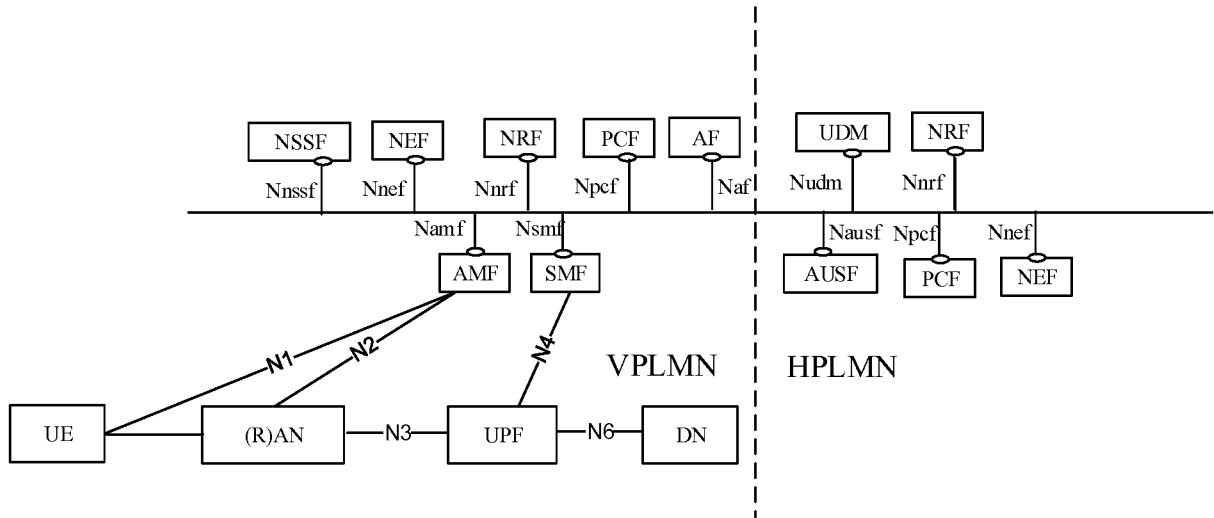 NSSF NEF NRF PCF AF UDM NRF
Nnssf Nnef Nnrf Npcf Naf Nudm Nnrf
Namf Nsmf Nausf Npcf Nnef
AMF SMF AUSF PCF NEF
N1 N2 N4
VPLMN HPLMN
UE (R)AN N3 UPF N6 DN